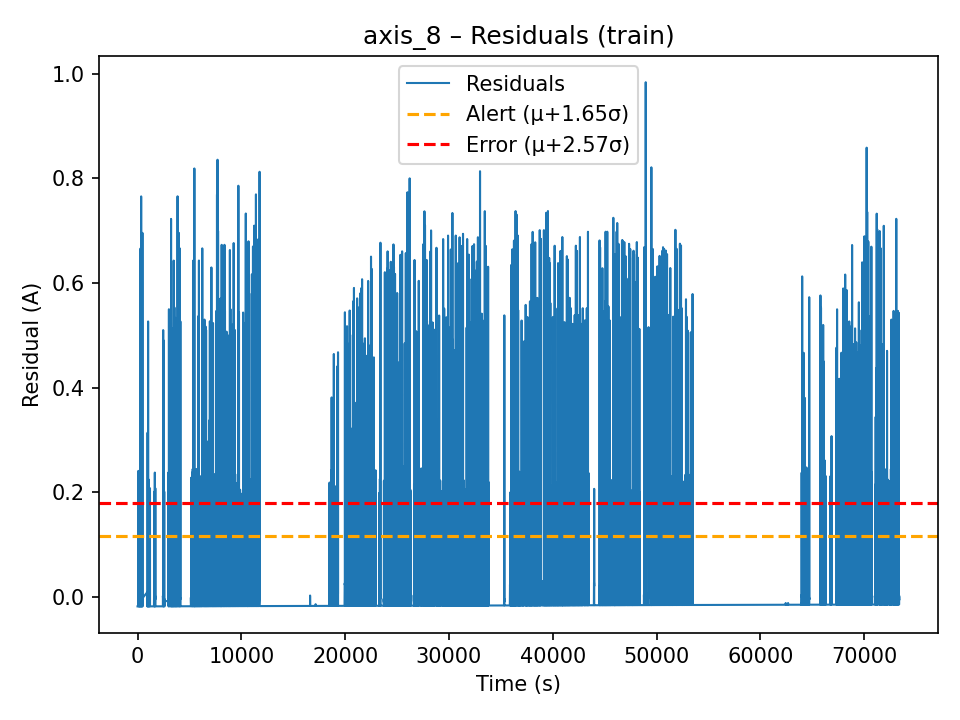 axis_8 – Residuals (train)
Residuals
Alert (μ+1.65σ)
Error (μ+2.57σ)
Residual (A)
1.0
0.8
0.6
0.4
0.2
0.0
0 10000 20000 30000 40000 50000 60000 70000
Time (s)